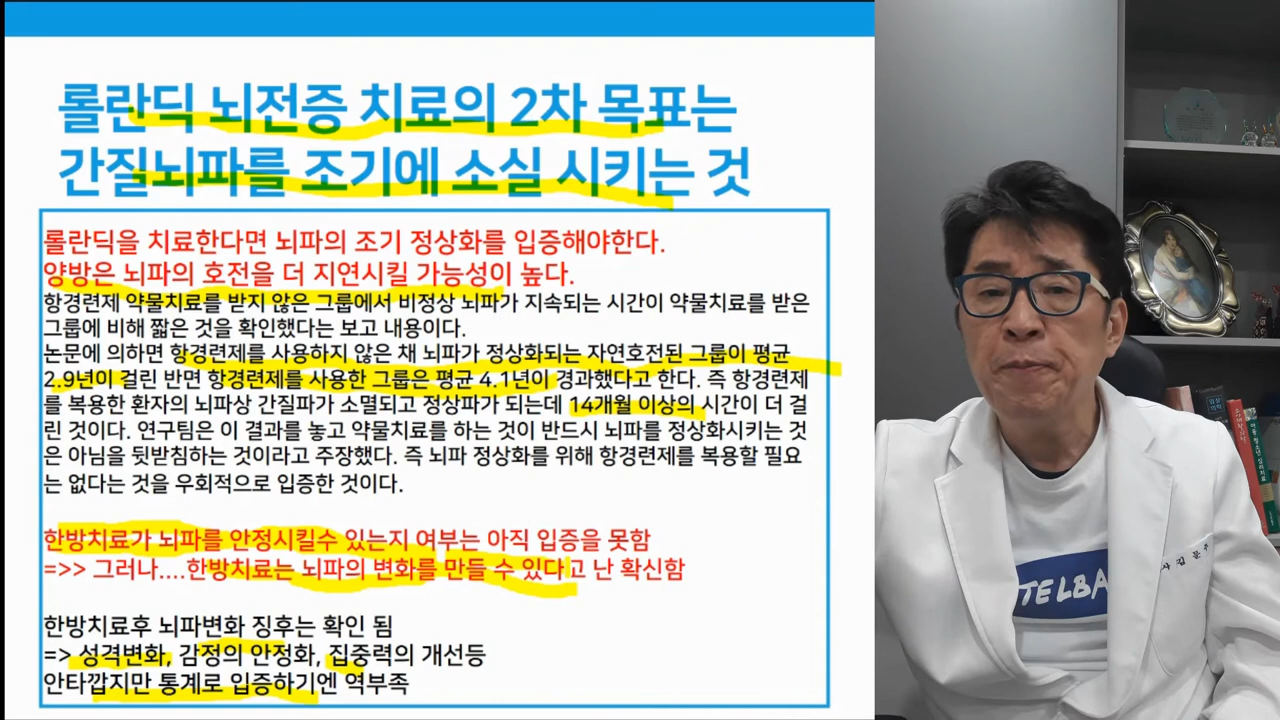 롤란딕 뇌전증 치료의 2차 목표는
간질뇌파를 조기에 소실 시키는 것
롤란딕을 치료한다면 뇌파의 조기 정상화를 입증해야한다.
양방은 뇌파의 호전을 더 지연시킬 가능성이 높다.
항경련제 약물치료를 받지 않은 그룹에서 비정상 뇌파가 지속되는 시간이 약물치료를 받은
그룹에 비해 짧은 것을 확인했다는 보고 내용이다.
논문에 의하면 항경련제를 사용하지 않은 채 뇌파가 정상화되는 자연호전된 그룹이 평균
2.9년이 걸린 반면 항경련제를 사용한 그룹은 평균 4.1년이 경과했다고 한다. 즉 항경련제
를 복용한 환자의 뇌파상 간질파가 소멸되고 정상파가 되는데 14개월 이상의 시간이 더 걸
린 것이다. 연구팀은 이 결과를 놓고 약물치료를 하는 것이 반드시 뇌파를 정상화시키는 것
은 아님을 뒷받침하는 것이라고 주장했다. 즉 뇌파 정상화를 위해 항경련제를 복용할 필요
는 없다는 것을 우회적으로 입증한 것이다.
한방치료가 뇌파를 안정시킬수 있는지 여부는 아직 입증을 못함
=>> 그러나....한방치료는 뇌파의 변화를 만들 수 있다고 난 확신함
한방치료후 뇌파변화 징후는 확인 됨
=> 성격변화, 감정의 안정화, 집중력의 개선등
안타깝지만 통계로 입증하기엔 역부족
TELBA